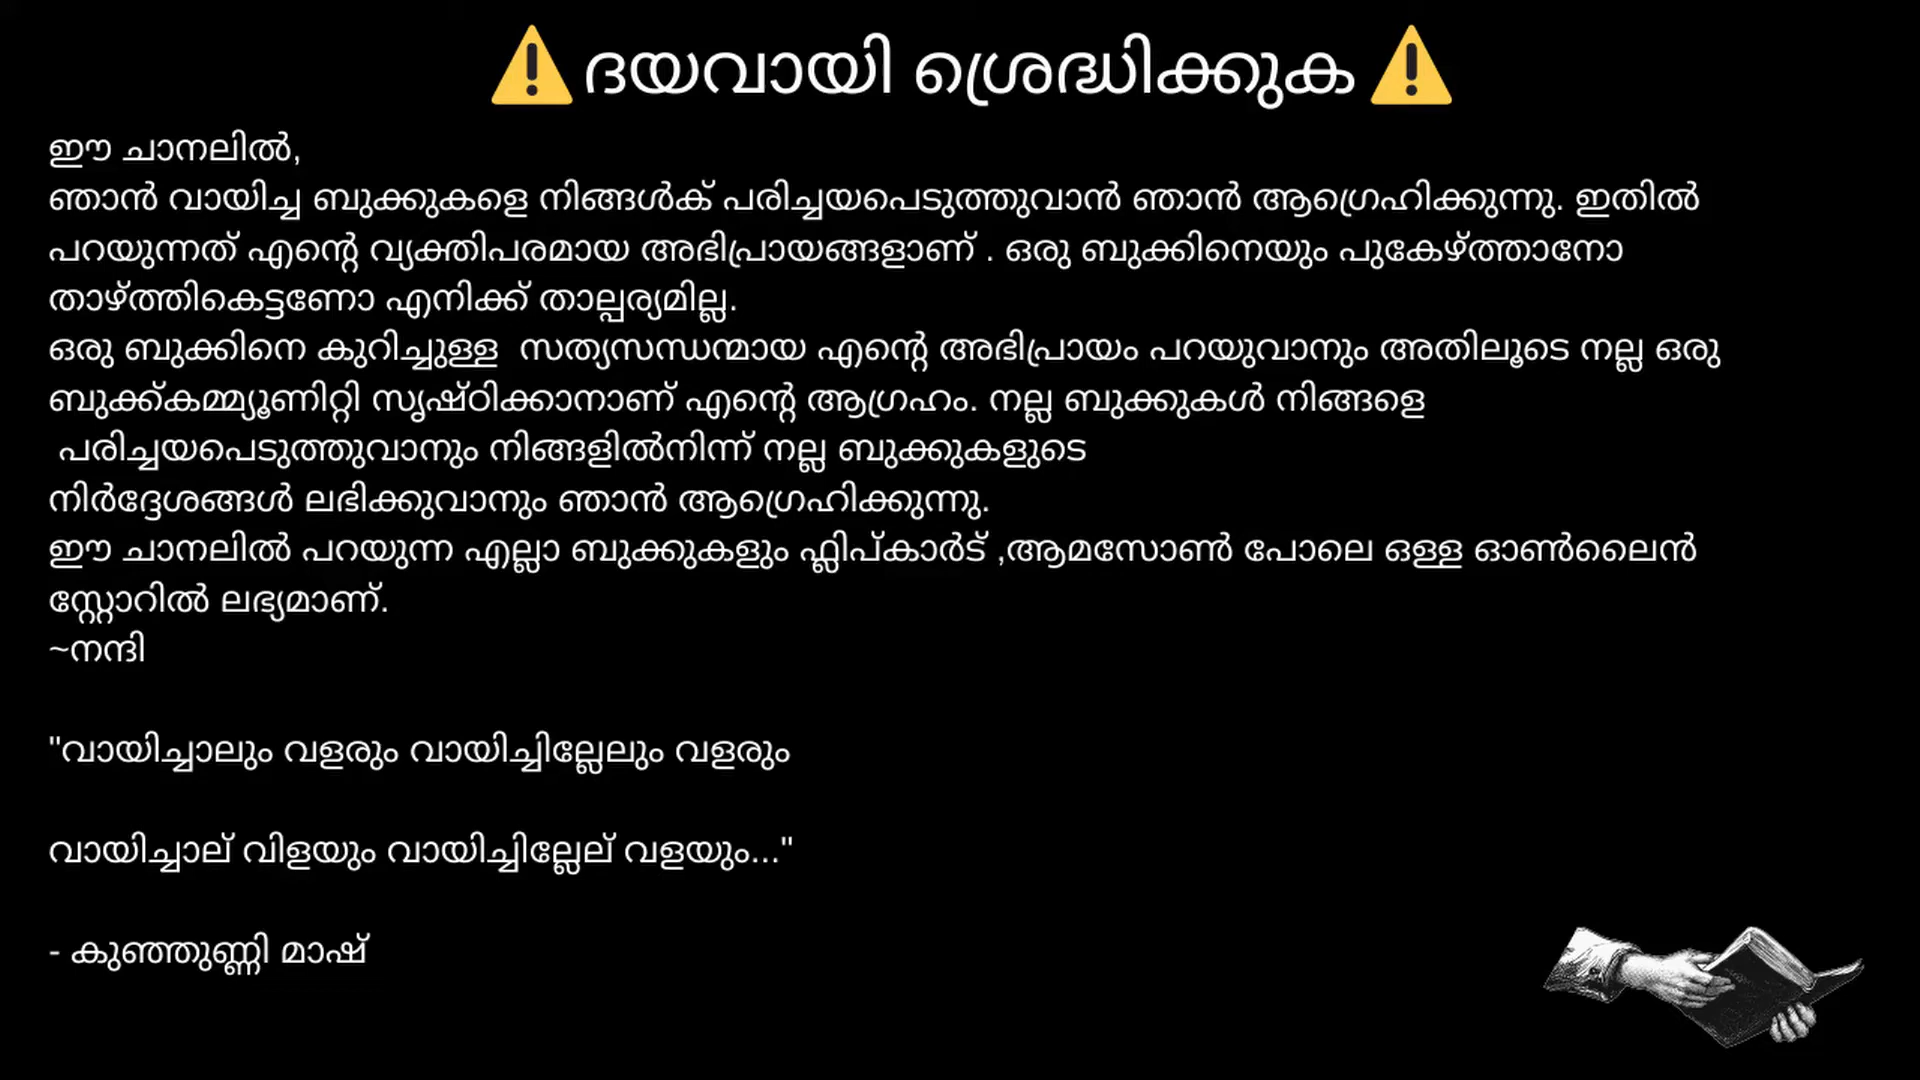 ⚠️ദയവായി ശ്രെദ്ധിക്കുക⚠️
ഈ ചാനലിൽ,
ഞാൻ വായിച്ച ബുക്കുകളെ നിങ്ങൾക് പരിച്ചയപെടുത്തുവാൻ ഞാൻ ആഗ്രെഹിക്കുന്നു. ഇതിൽ
പറയുന്നത് എന്റെ വ്യക്തിപരമായ അഭിപ്രായങ്ങളാണ് . ഒരു ബുക്കിനെയും പുകേഴ്ത്താനോ
താഴ്ത്തികെട്ടണോ എനിക്ക് താല്പര്യമില്ല.
ഒരു ബുക്കിനെ കുറിച്ചുള്ള  സത്യസന്ധന്മായ എന്റെ അഭിപ്രായം പറയുവാനും അതിലൂടെ നല്ല ഒരു
ബുക്ക്കമ്മ്യൂണിറ്റി സൃഷ്ഠിക്കാനാണ് എന്റെ ആഗ്രഹം. നല്ല ബുക്കുകൾ നിങ്ങളെ
പരിച്ചയപെടുത്തുവാനും നിങ്ങളിൽനിന്ന് നല്ല ബുക്കുകളുടെ
നിർദ്ദേശങ്ങൾ ലഭിക്കുവാനും ഞാൻ ആഗ്രെഹിക്കുന്നു.
ഈ ചാനലിൽ പറയുന്ന എല്ലാ ബുക്കുകളും ഫ്ലിപ്കാർട് ,ആമസോൺ പോലെ ഒള്ള ഓൺലൈൻ
സ്റ്റോറിൽ ലഭ്യമാണ്.
~നന്ദി
"വായിച്ചാലും വളരും വായിച്ചില്ലേലും വളരും
വായിച്ചാല് വിളയും വായിച്ചില്ലേല് വളയും..."
- കുഞ്ഞുണ്ണി മാഷ്